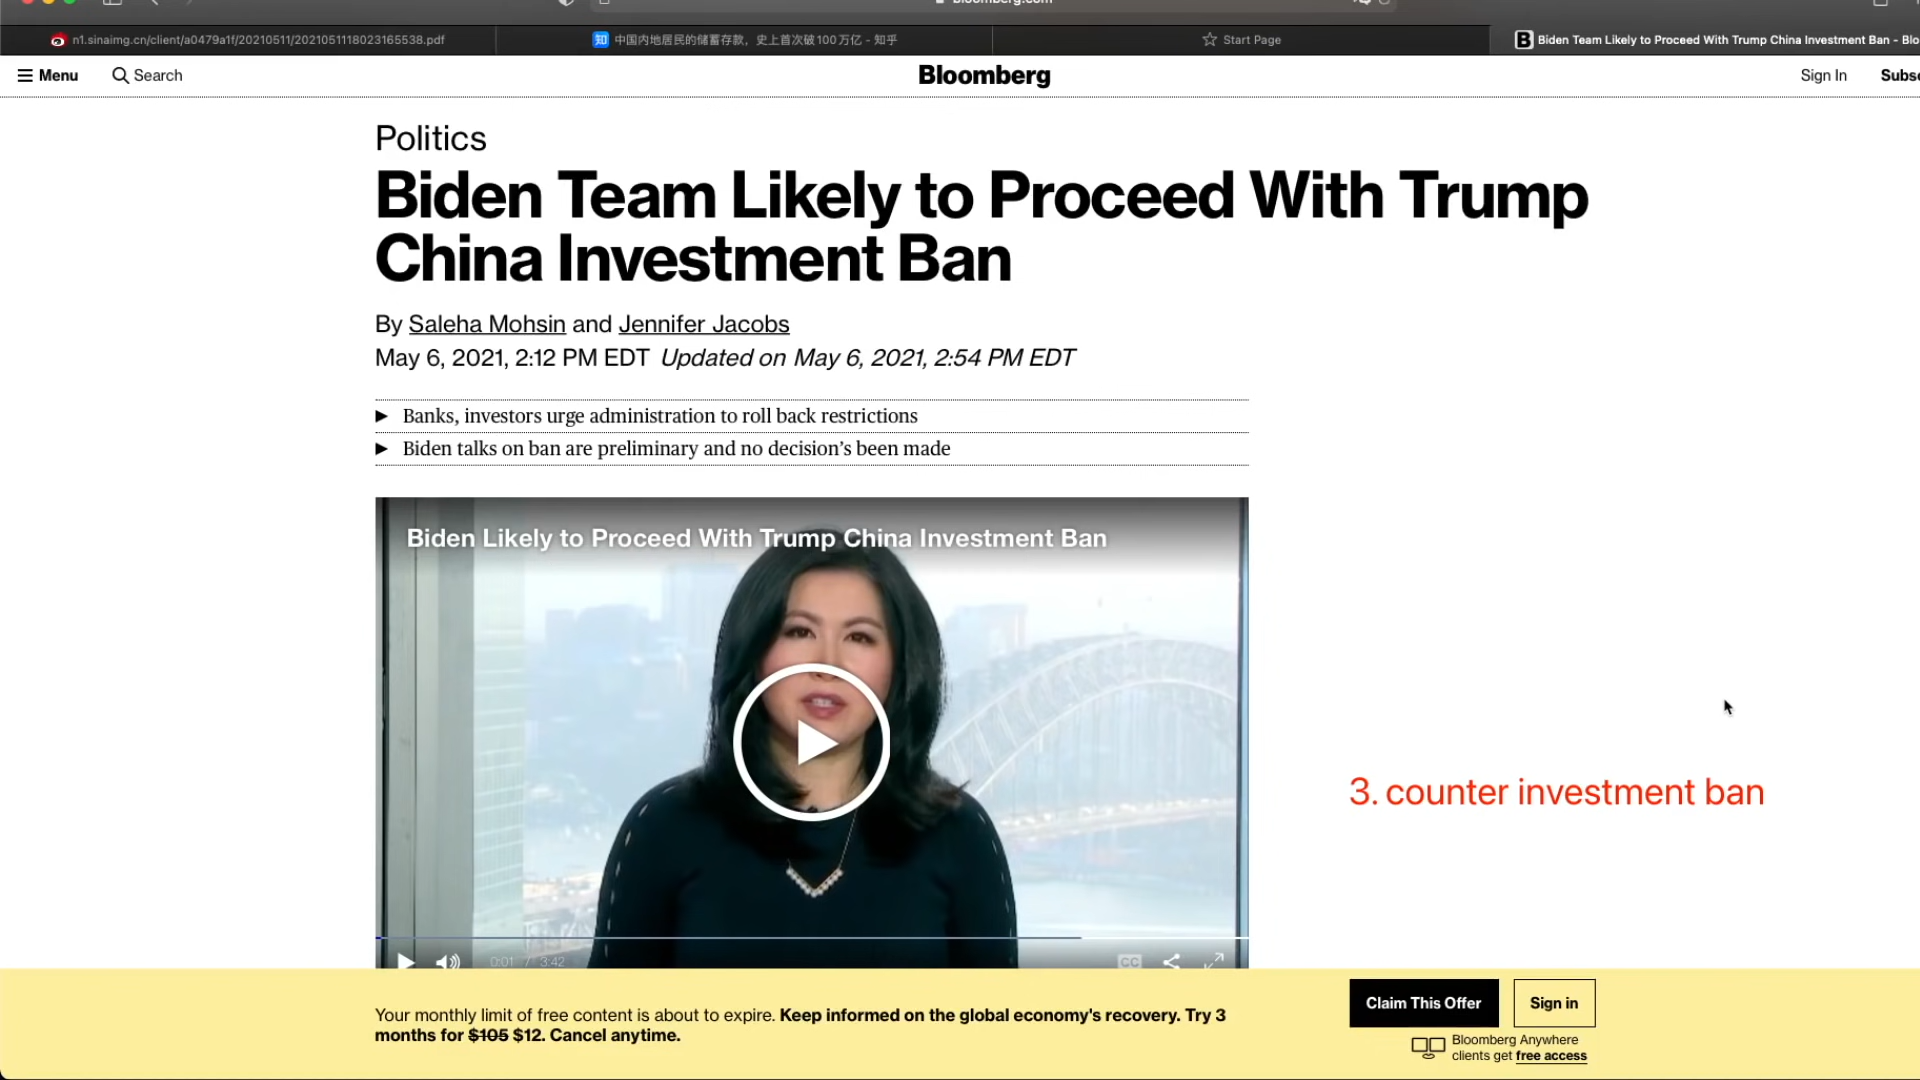 n1.sinaimg.cn/client/a0479a1f/20210511/2021051118023165538.pdf
知 中国内地居民的储蓄存款，史上首次破100万亿 - 知乎
Start Page
B Biden Team Likely to Proceed With Trump China Investment Ban - Blo
Menu
Search
Bloomberg
Sign In
Politics
Biden Team Likely to Proceed With Trump
China Investment Ban
By Saleha Mohsin and Jennifer Jacobs
May 6, 2021, 2:12 PM EDT Updated on May 6, 2021, 2:54 PM EDT
Banks, investors urge administration to roll back restrictions
Biden talks on ban are preliminary and no decision’s been made
Biden Likely to Proceed With Trump China Investment Ban
3. counter investment ban
0:01 / 3:42
CC
Your monthly limit of free content is about to expire. Keep informed on the global economy's recovery. Try 3
months for $105 $12. Cancel anytime.
Claim This Offer
Sign in
Bloomberg Anywhere
clients get free access